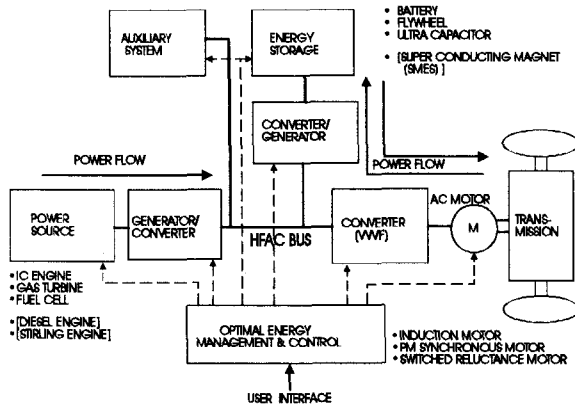 AUXILIARY
SYSTEM
ENERGY
STORAGE
• BATTERY
• FLYWHEEL
• ULTRA CAPACITOR
• [SUPER CONDUCTING MAGNET
(SMES) ]
CONVERTER/
GENERATOR
POWER FLOW
POWER FLOW
POWER
SOURCE
GENERATOR/
CONVERTER
HFAC BUS
CONVERTER
(VVVF)
AC MOTOR
M
TRANS-
MISSION
• IC ENGINE
• GAS TURBINE
• FUEL CELL
• [DIESEL ENGINE]
• [STIRLING ENGINE]
OPTIMAL ENERGY
MANAGEMENT & CONTROL
• INDUCTION MOTOR
• PM SYNCHRONOUS MOTOR
• SWITCHED RELUCTANCE MOTOR
USER INTERFACE